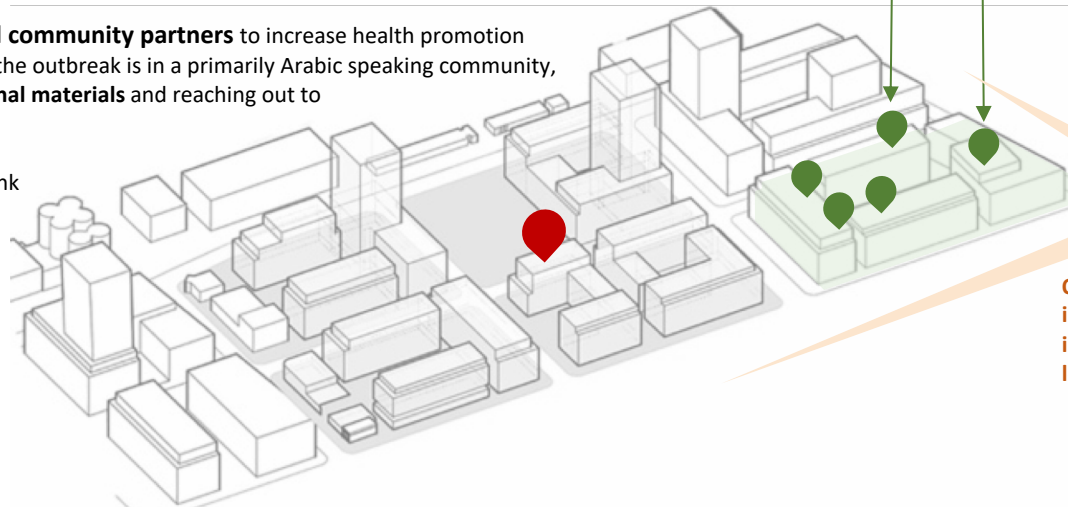 community partners to increase health promotion
the outbreak is in a primarily Arabic speaking community,
nal materials and reaching out to
nk